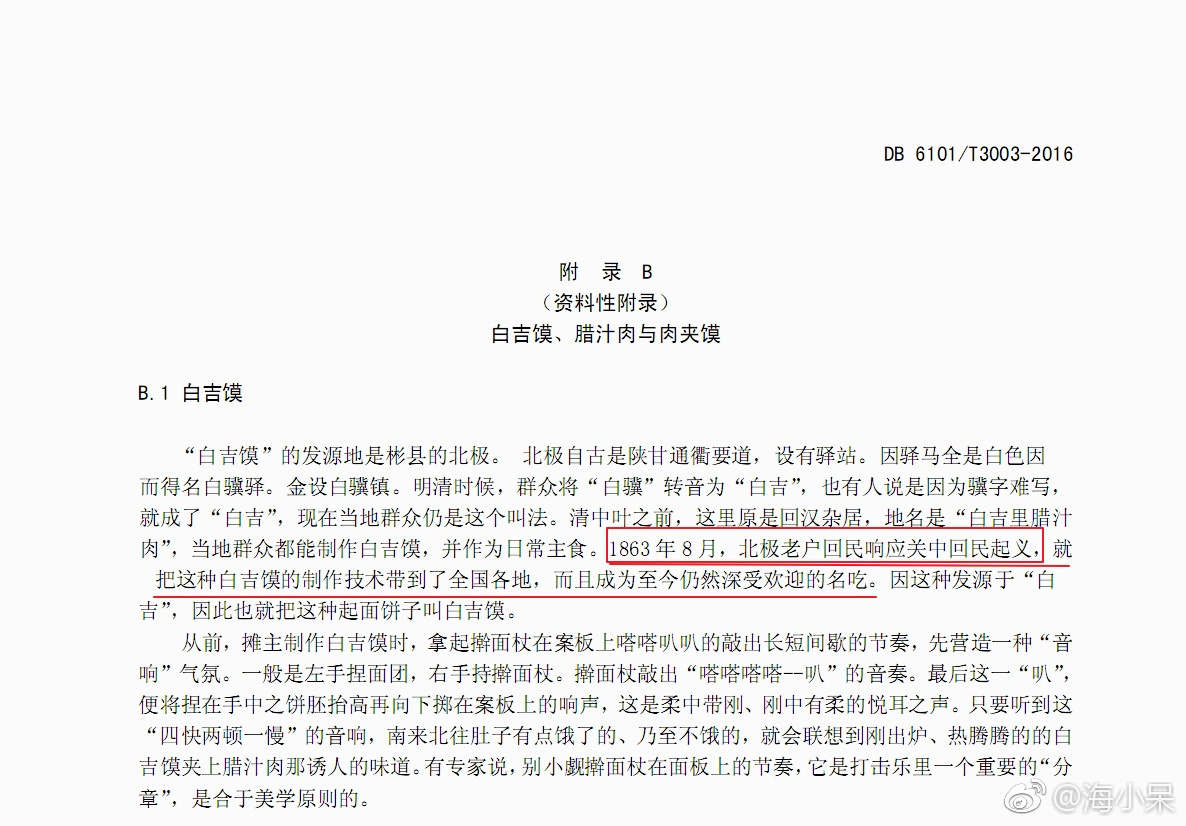 DB 6101/T3003-2016
附 录 B
（资料性附录）
白吉馍、腊汁肉与肉夹馍
B.1 白吉馍
“白吉馍”的发源地是彬县的北极。 北极自古是陕甘通衢要道，设有驿站。因驿马全是白色因
而得名白骥驿。金设白骥镇。明清时候，群众将“白骥”转音为“白吉”，也有人说是因为骥字难写，
就成了“白吉”，现在当地群众仍是这个叫法。清中叶之前，这里原是回汉杂居，地名是“白吉里腊汁
肉”，当地群众都能制作白吉馍，并作为日常主食。1863 年 8 月，北极老户回民响应关中回民起义，就
把这种白吉馍的制作技术带到了全国各地，而且成为至今仍然深受欢迎的名吃。因这种发源于“白
吉”，因此也就把这种起面饼子叫白吉馍。
从前，摊主制作白吉馍时，拿起擀面杖在案板上嗒嗒叭叭的敲出长短间歇的节奏，先营造一种“音
响”气氛。一般是左手捏面团，右手持擀面杖。擀面杖敲出“嗒嗒嗒嗒--叭”的音奏。最后这一“叭”，
便将捏在手中之饼胚抬高再向下掷在案板上的响声，这是柔中带刚、刚中有柔的悦耳之声。只要听到这
“四快两顿一慢”的音响，南来北往肚子有点饿了的、乃至不饿的，就会联想到刚出炉、热腾腾的的白
吉馍夹上腊汁肉那诱人的味道。有专家说，别小觑擀面杖在面板上的节奏，它是打击乐里一个重要的“分
章”，是合于美学原则的。
@海小呆